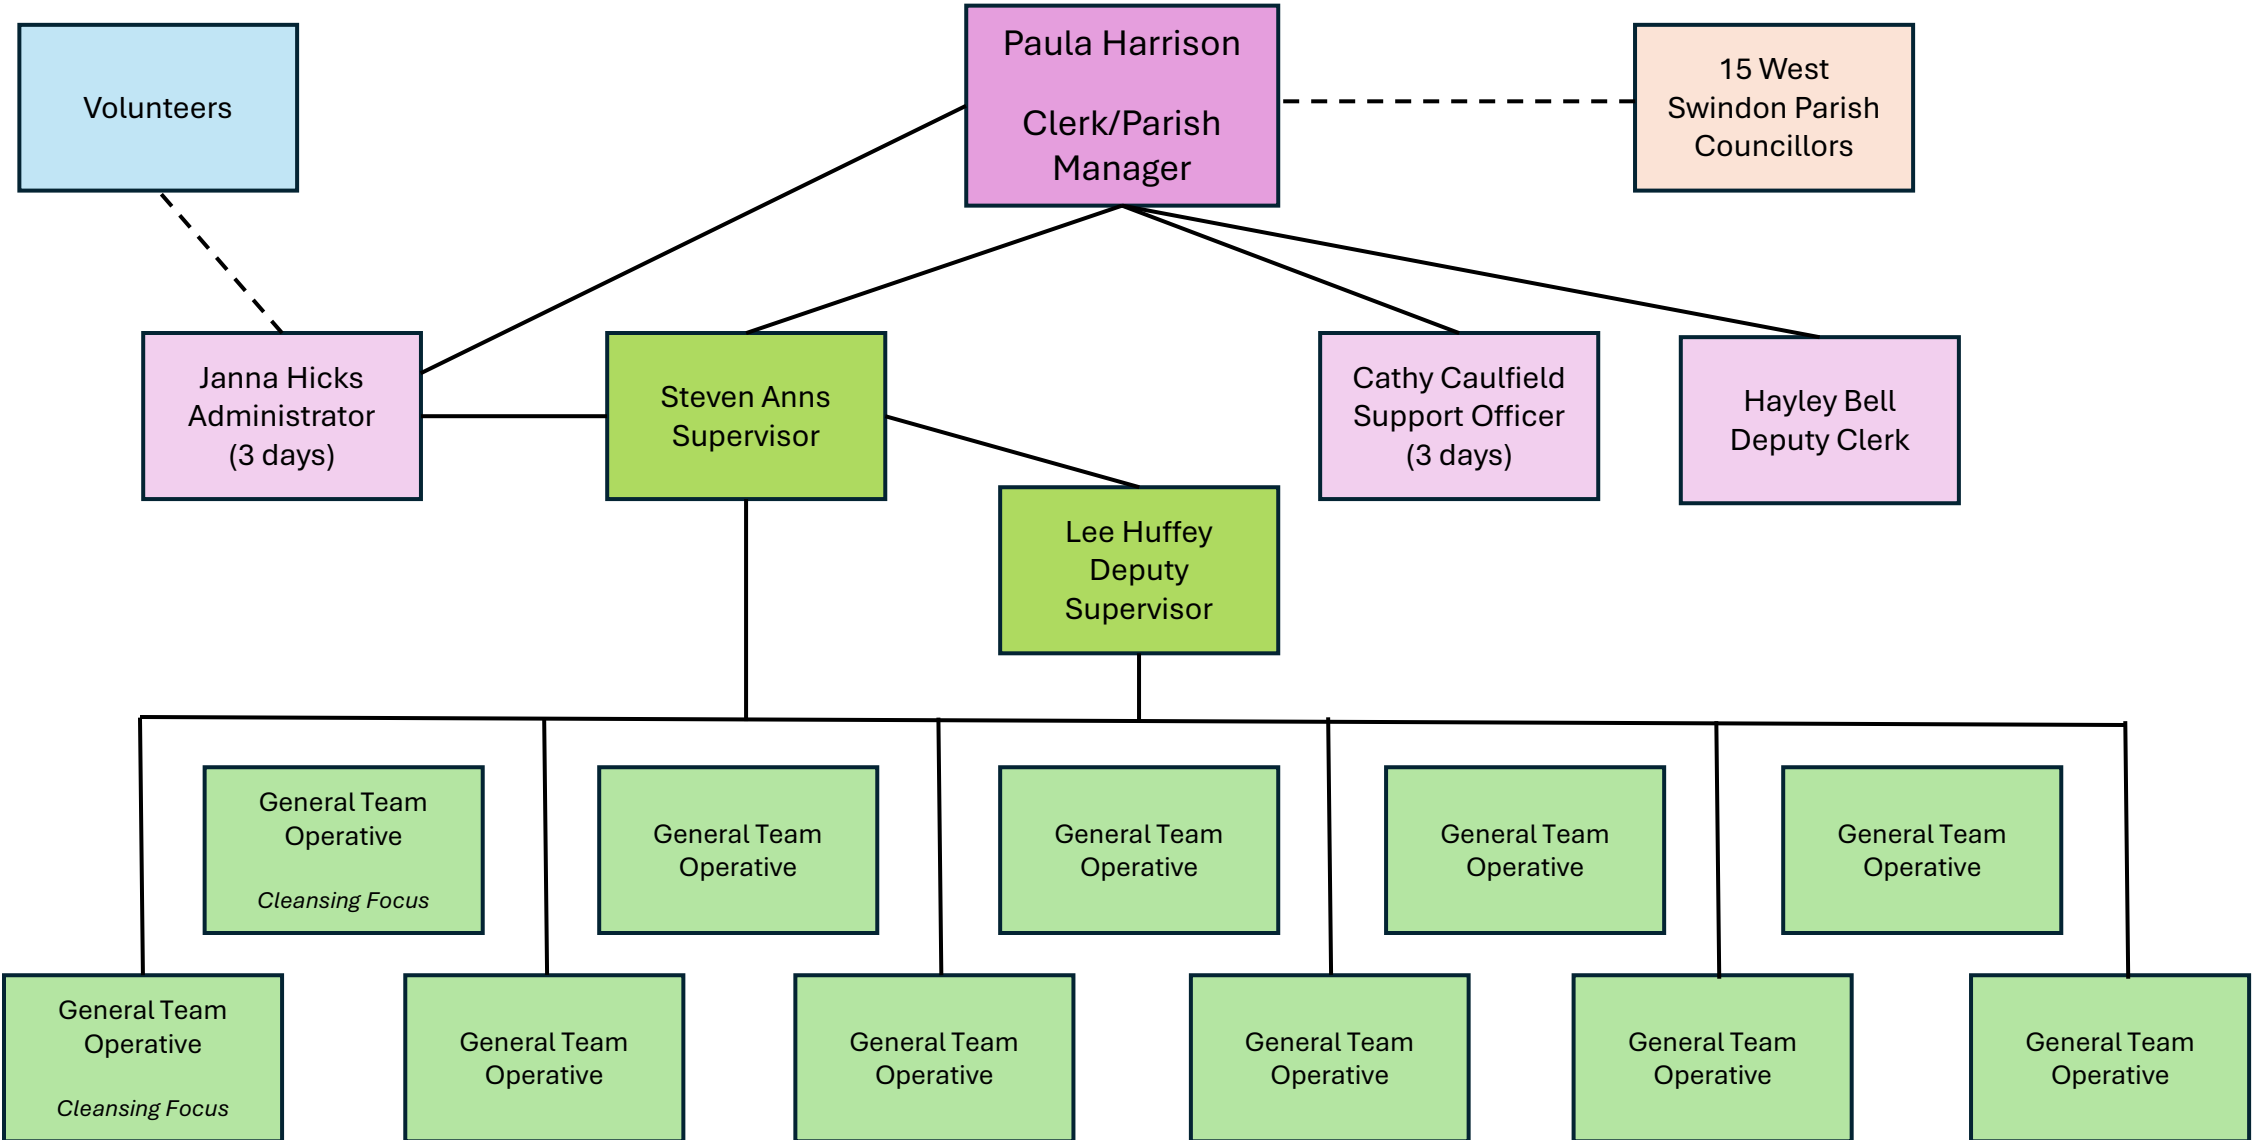 Volunteers
Paula Harrison
Clerk/Parish
Manager
15 West
Swindon Parish
Councillors
Janna Hicks
Administrator
(3 days)
Steven Anns
Supervisor
Cathy Caulfield
Support Officer
(3 days)
Hayley Bell
Deputy Clerk
Lee Huffey
Deputy
Supervisor
General Team
Operative
Cleansing Focus
General Team
Operative
General Team
Operative
General Team
Operative
General Team
Operative
General Team
Operative
Cleansing Focus
General Team
Operative
General Team
Operative
General Team
Operative
General Team
Operative
General Team
Operative